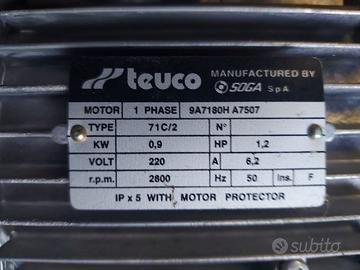 teuco MANUFACTURED BY
SOGA S.p.A.
MOTOR 1 PHASE 9A7180H A7507
TYPE 71C/2 N°
KW 0,9 HP 1,2
VOLT 220 A 6,2
r.p.m. 2800 Hz 50 Ins. F
IP x 5 WITH MOTOR PROTECTOR
subito